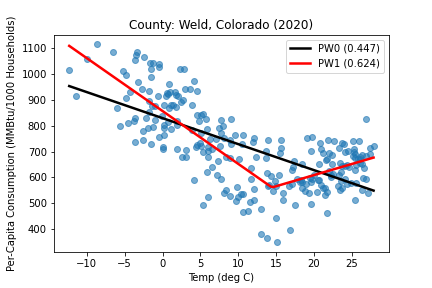 County: Weld, Colorado (2020)
Per-Capita Consumption (MMBtu/1000 Households)
1100
1000
900
800
700
600
500
400
PW0 (0.447)
PW1 (0.624)
−10 −5 0 5 10 15 20 25
Temp (deg C)